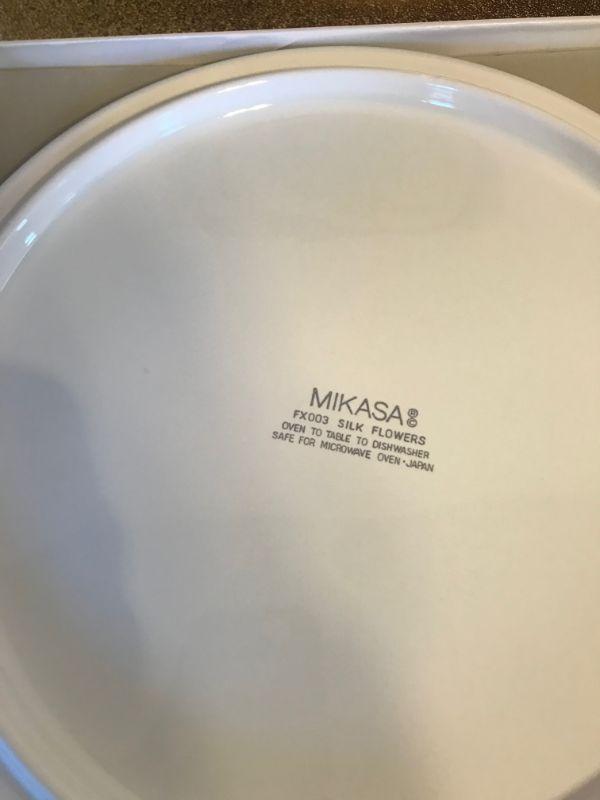 MIKASA®©
FX003 SILK FLOWERS
OVEN TO TABLE TO DISHWASHER
SAFE FOR MICROWAVE OVEN·JAPAN